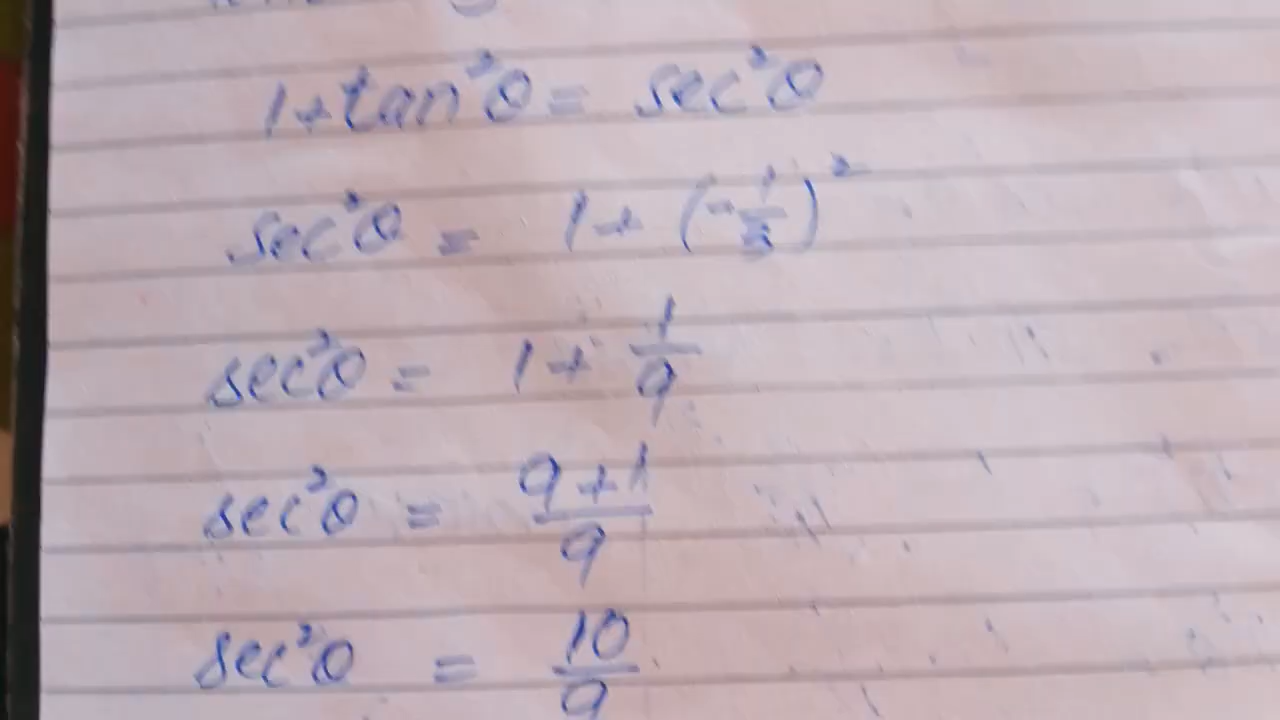 1+tan²θ = sec²θ
sec²θ = 1+(-1/3)²
sec²θ = 1+ 1/9
sec²θ = 9+1/9
sec²θ = 10/9